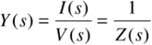 Y(s) = I(s)/V(s) = 1/Z(s)